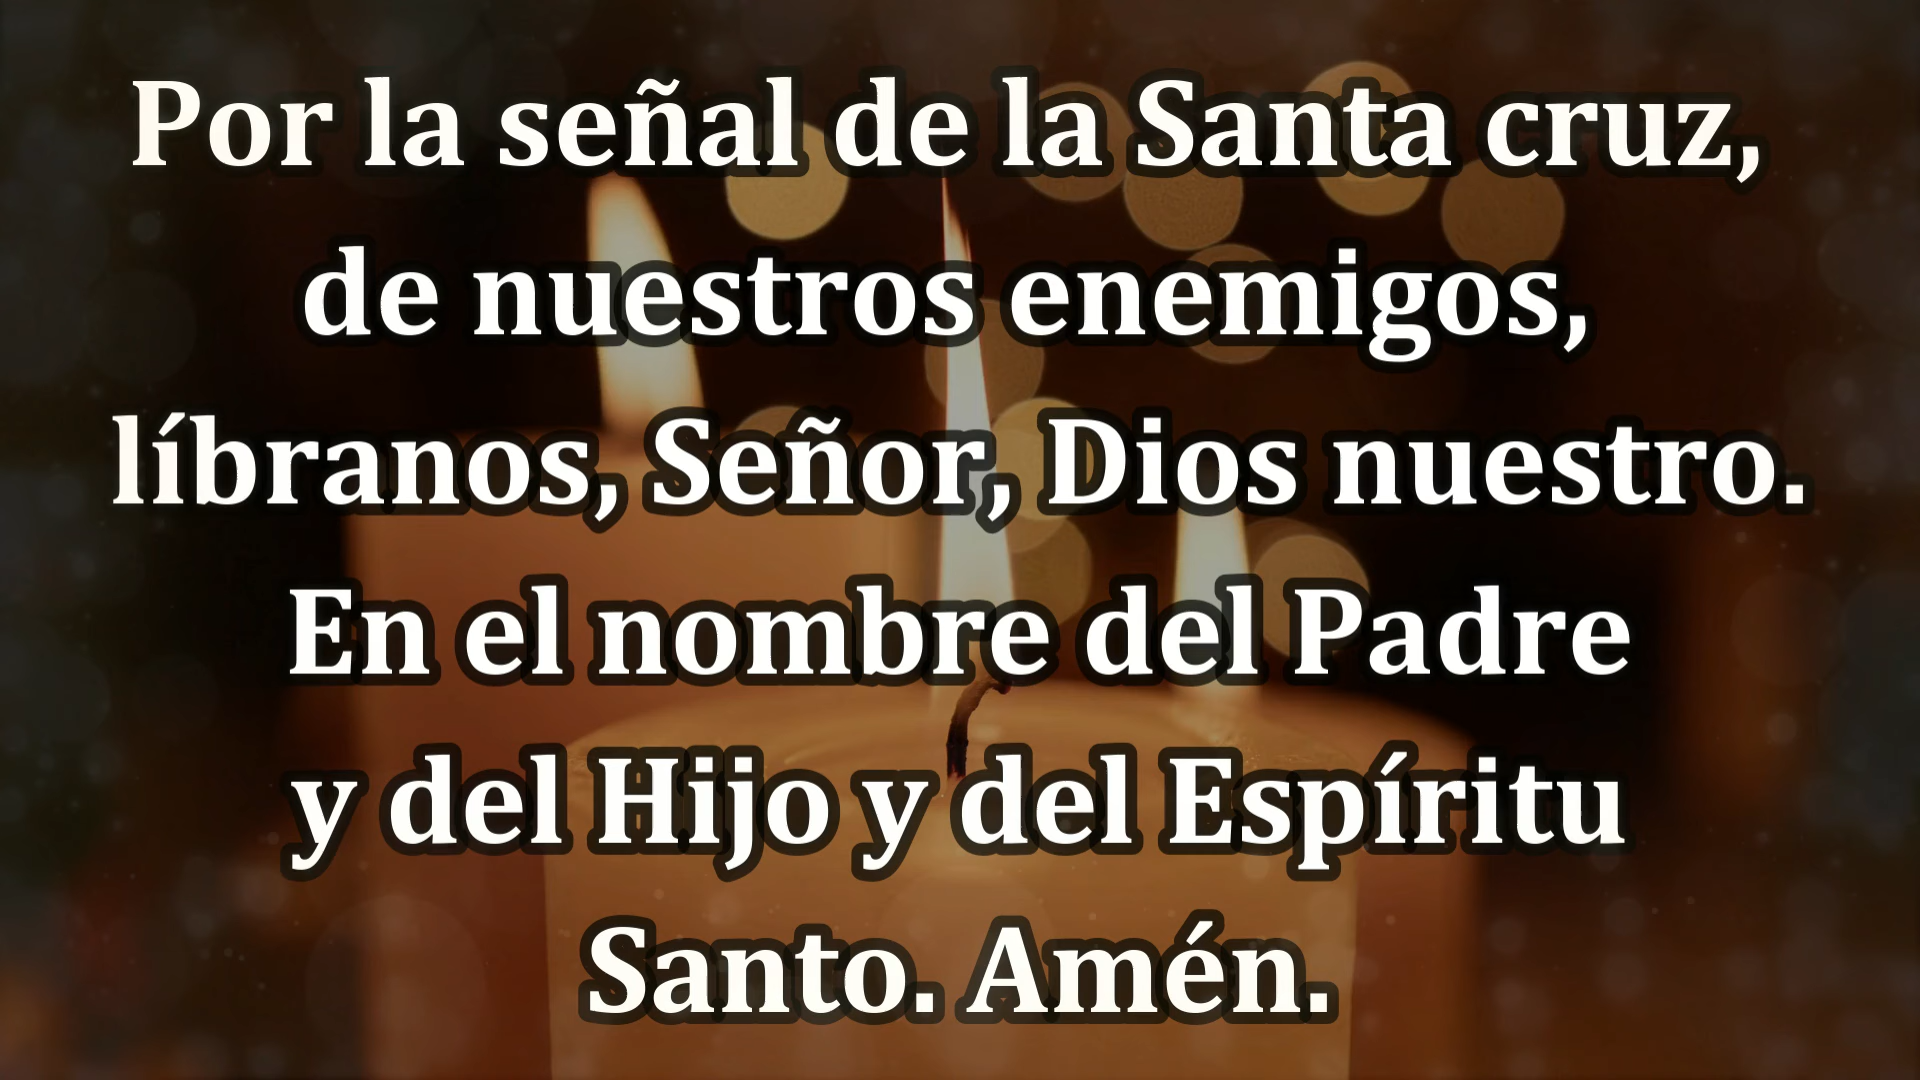 Por la señal de la Santa cruz,
de nuestros enemigos,
líbranos, Señor, Dios nuestro.
En el nombre del Padre
y del Hijo y del Espíritu
Santo. Amén.